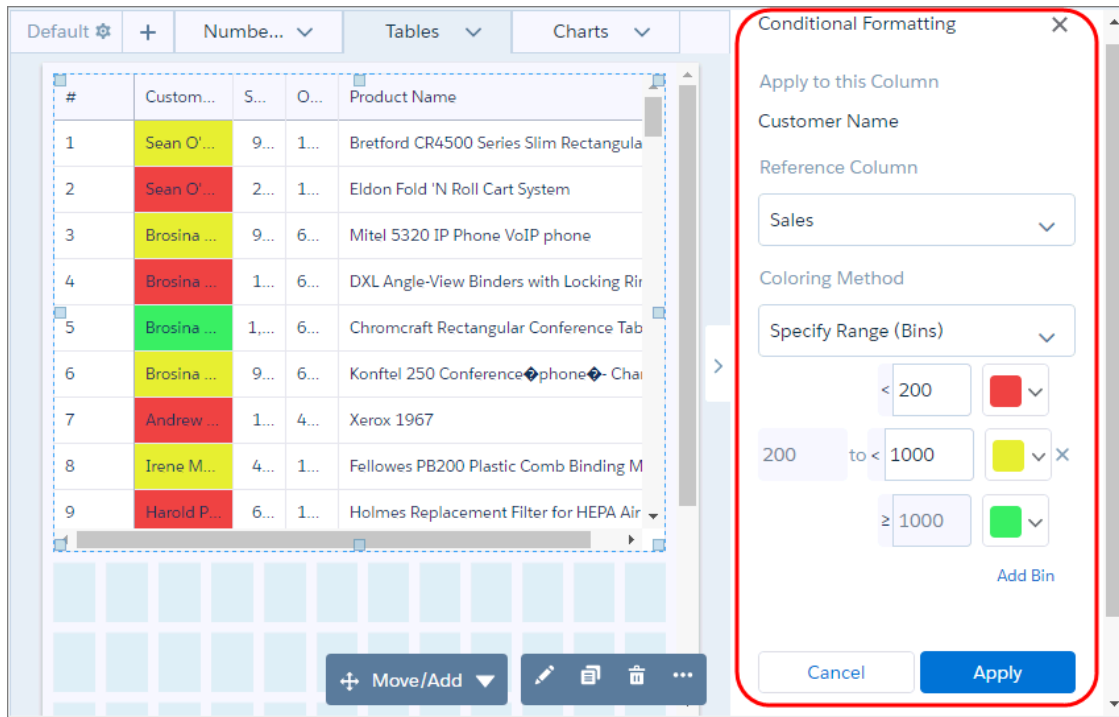 Default + Numbe... Tables Charts
# Custom... S... O... Product Name
1 Sean O'... 9... 1... Bretford CR4500 Series Slim Rectangula
2 Sean O'... 2... 1... Eldon Fold 'N Roll Cart System
3 Brosina ... 9... 6... Mitel 5320 IP Phone VoIP phone
4 Brosina ... 1... 6... DXL Angle-View Binders with Locking Rin
5 Brosina ... 1,... 6... Chromcraft Rectangular Conference Tab
6 Brosina ... 9... 6... Konftel 250 Conference�phone�- Char
7 Andrew ... 1... 4... Xerox 1967
8 Irene M... 4... 1... Fellowes PB200 Plastic Comb Binding M
9 Harold P... 6... 1... Holmes Replacement Filter for HEPA Air
Move/Add
Conditional Formatting
Apply to this Column
Customer Name
Reference Column
Sales
Coloring Method
Specify Range (Bins)
< 200
200 to < 1000
≥ 1000
Add Bin
Cancel Apply